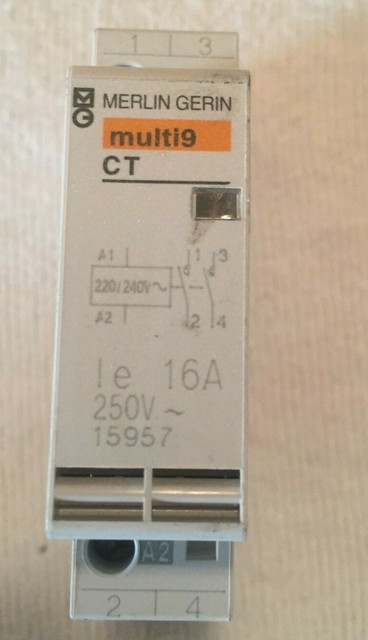 1 3
MERLIN GERIN
multi9
CT
A1 1 3
220/240V~
A2 2 4
Ie 16A
250V~
15957
A2
2 4